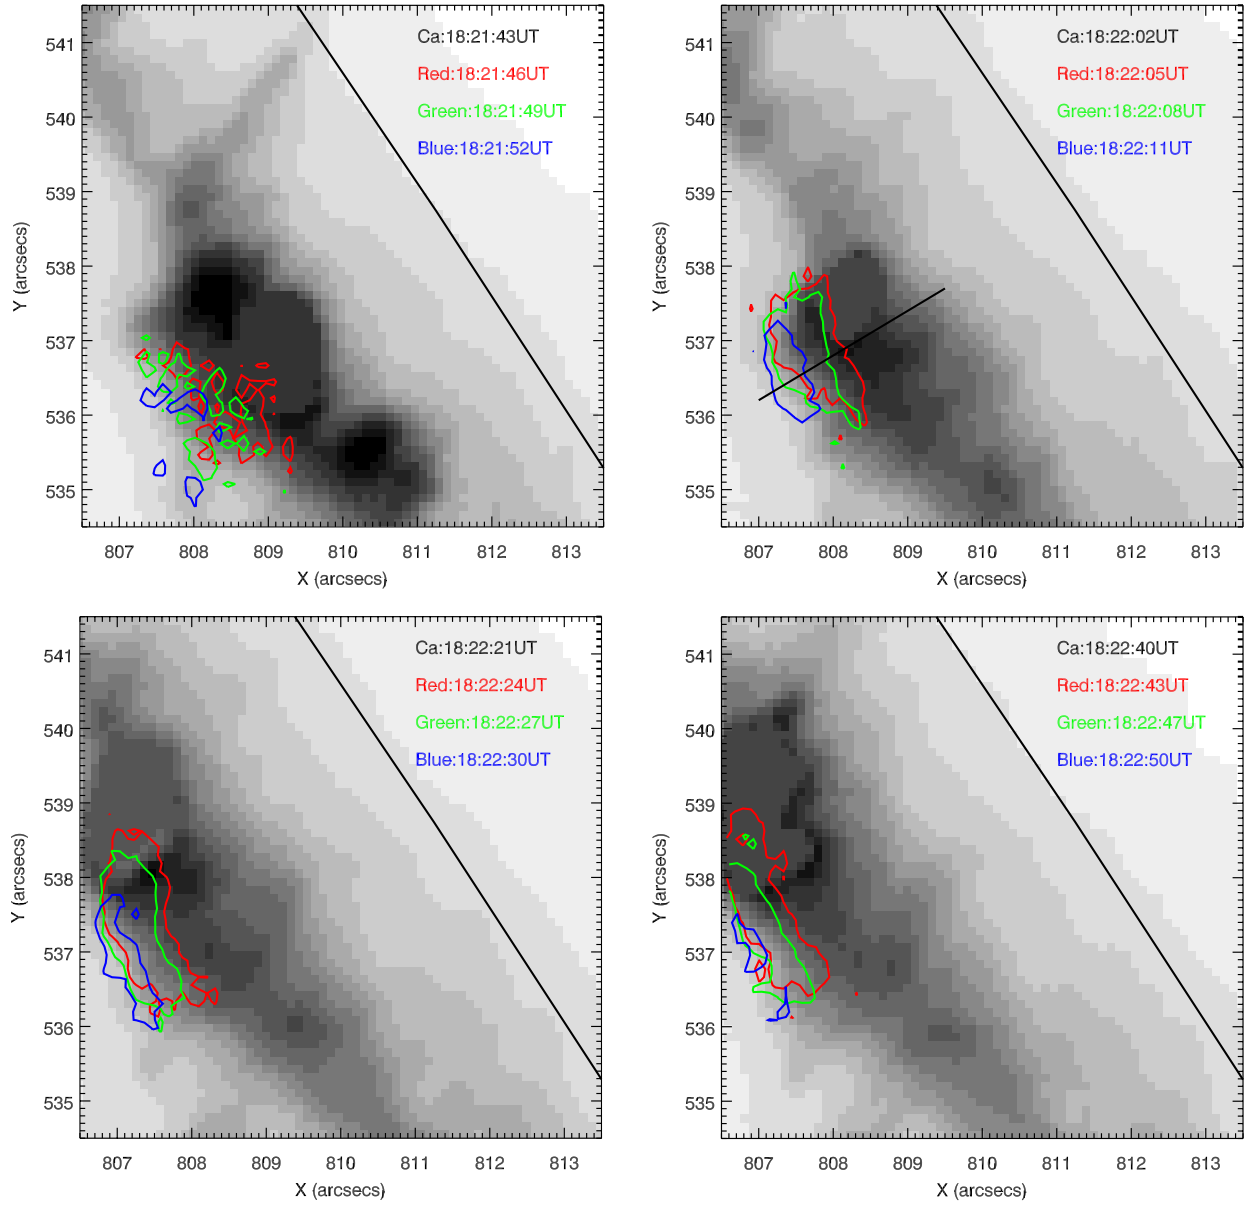 541
540
539
538
537
536
535
Y (arcsecs)
Ca:18:21:43UT
Red:18:21:46UT
Green:18:21:49UT
Blue:18:21:52UT
807 808 809 810 811 812 813
X (arcsecs)
541
540
539
538
537
536
535
Y (arcsecs)
Ca:18:22:02UT
Red:18:22:05UT
Green:18:22:08UT
Blue:18:22:11UT
807 808 809 810 811 812 813
X (arcsecs)
541
540
539
538
537
536
535
Y (arcsecs)
Ca:18:22:21UT
Red:18:22:24UT
Green:18:22:27UT
Blue:18:22:30UT
807 808 809 810 811 812 813
X (arcsecs)
541
540
539
538
537
536
535
Y (arcsecs)
Ca:18:22:40UT
Red:18:22:43UT
Green:18:22:47UT
Blue:18:22:50UT
807 808 809 810 811 812 813
X (arcsecs)